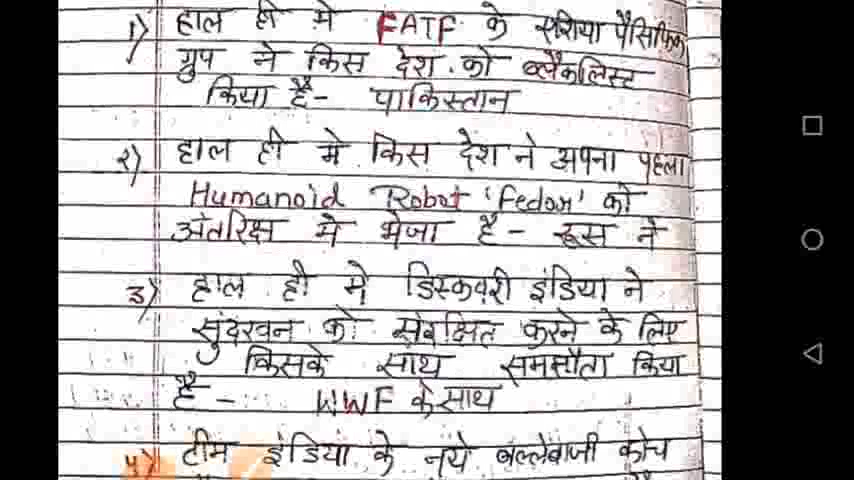 1) हाल ही मे FATF के एशिया पैसिफिक
ग्रुप ने किस देश को ब्लैकलिस्ट
किया है- पाकिस्तान
२) हाल ही मे किस देश ने अपना पहला
Humanoid Robot 'Fedor' को
अंतरिक्ष मे भेजा है - रूस ने
3) हाल ही मे डिस्कवरी इंडिया ने
सुंदरवन को संरक्षित करने के लिए
किसके साथ समझौता किया
है - WWF के साथ
4) टीम इंडिया के नये बल्लेबाजी कोच